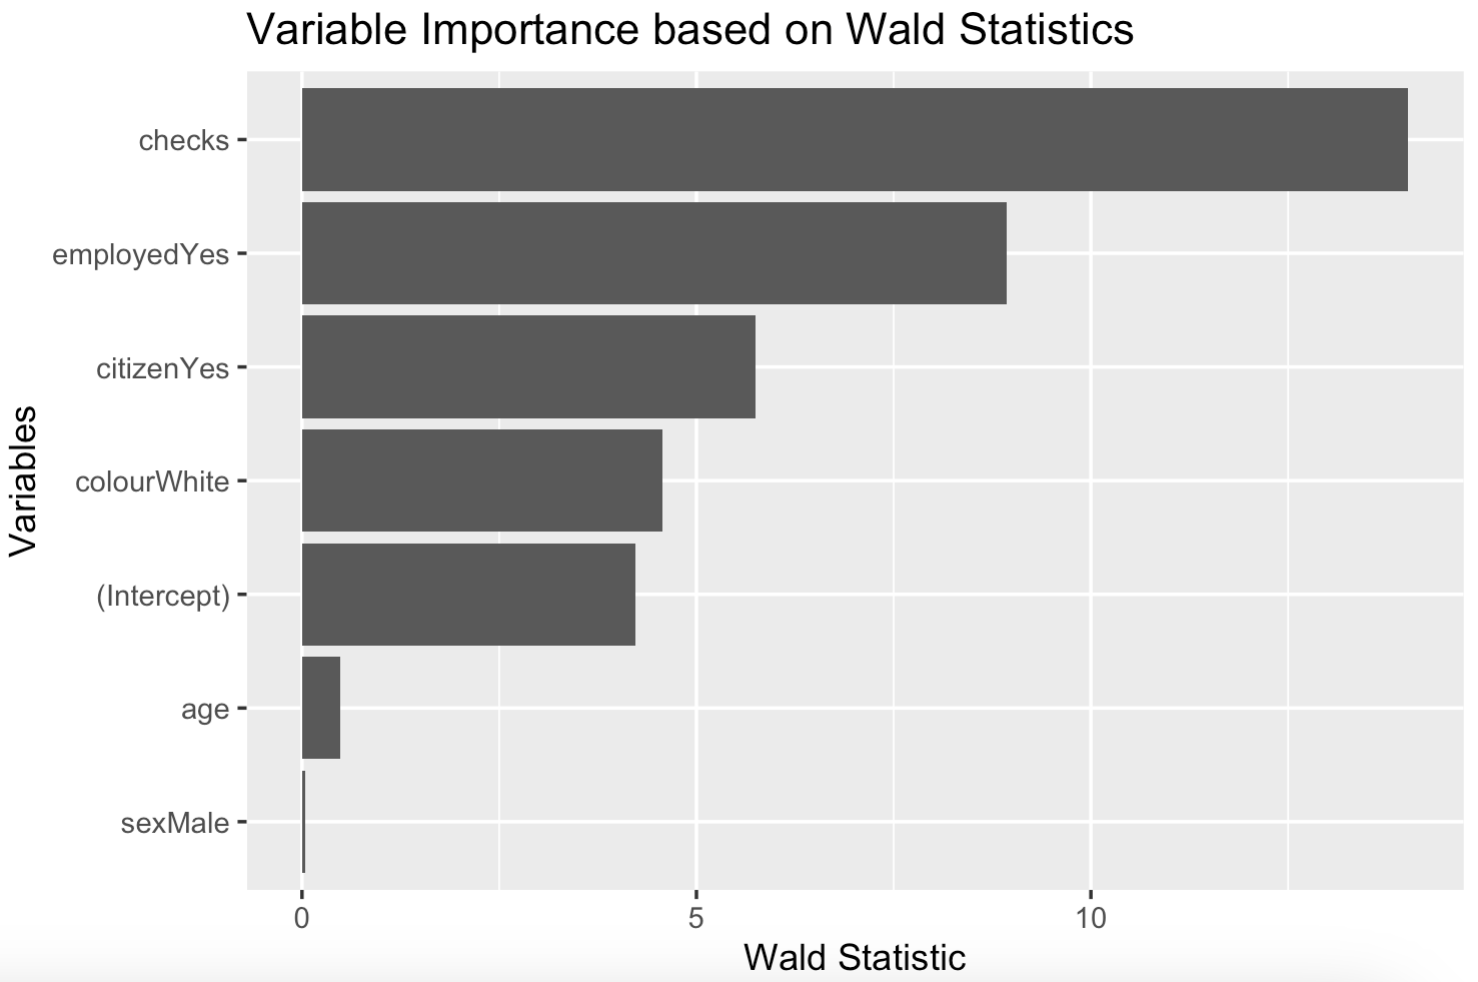 Variable Importance based on Wald Statistics
checks
employedYes
citizenYes
colourWhite
(Intercept)
age
sexMale
Variables
0 5 10
Wald Statistic